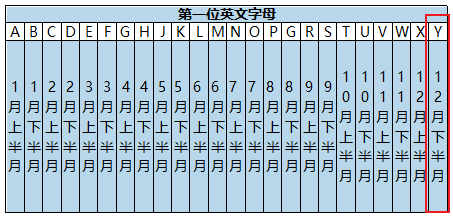 第一位英文字母
A B C D E F G H J K L M N O P Q R S T U V W X Y
1月上半月
1月下半月
2月上半月
2月下半月
3月上半月
3月下半月
4月上半月
4月下半月
5月上半月
5月下半月
6月上半月
6月下半月
7月上半月
7月下半月
8月上半月
8月下半月
9月上半月
9月下半月
10月上半月
10月下半月
11月上半月
11月下半月
12月上半月
12月下半月